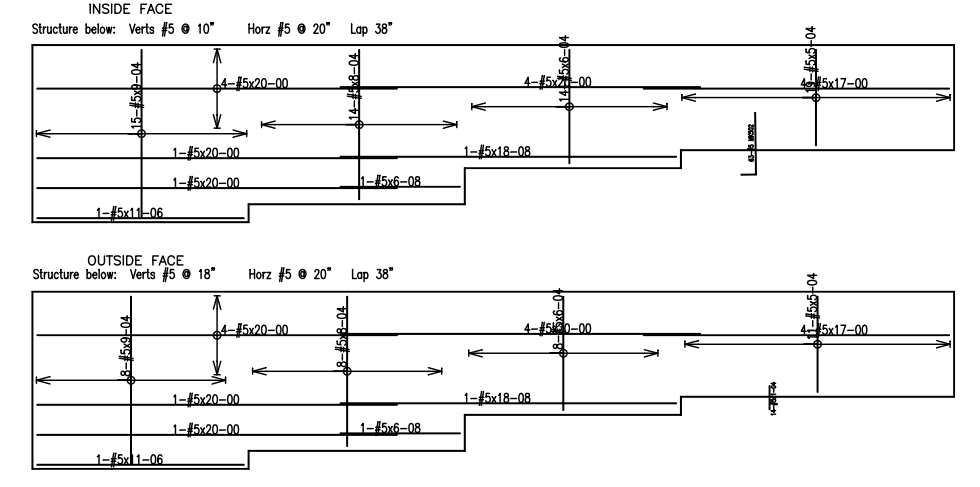 INSIDE FACE
Structure below: Verts #5 @ 10" Horz #5 @ 20" Lap 38"
15-#5x9-04
4-#5x20-00
14-#5x8-04
14-#5x6-04
4-#5x20-00
4-#5x17-00
1-#5x20-00
1-#5x18-08
1-#5x20-00
1-#5x6-08
1-#5x11-06
OUTSIDE FACE
Structure below: Verts #5 @ 18" Horz #5 @ 20" Lap 38"
8-#5x9-04
4-#5x20-00
8-#5x8-04
8-#5x6-04
4-#5x20-00
11-#5x5-04
4-#5x17-00
1-#5x20-00
1-#5x18-08
1-#5x20-00
1-#5x6-08
1-#5x11-06